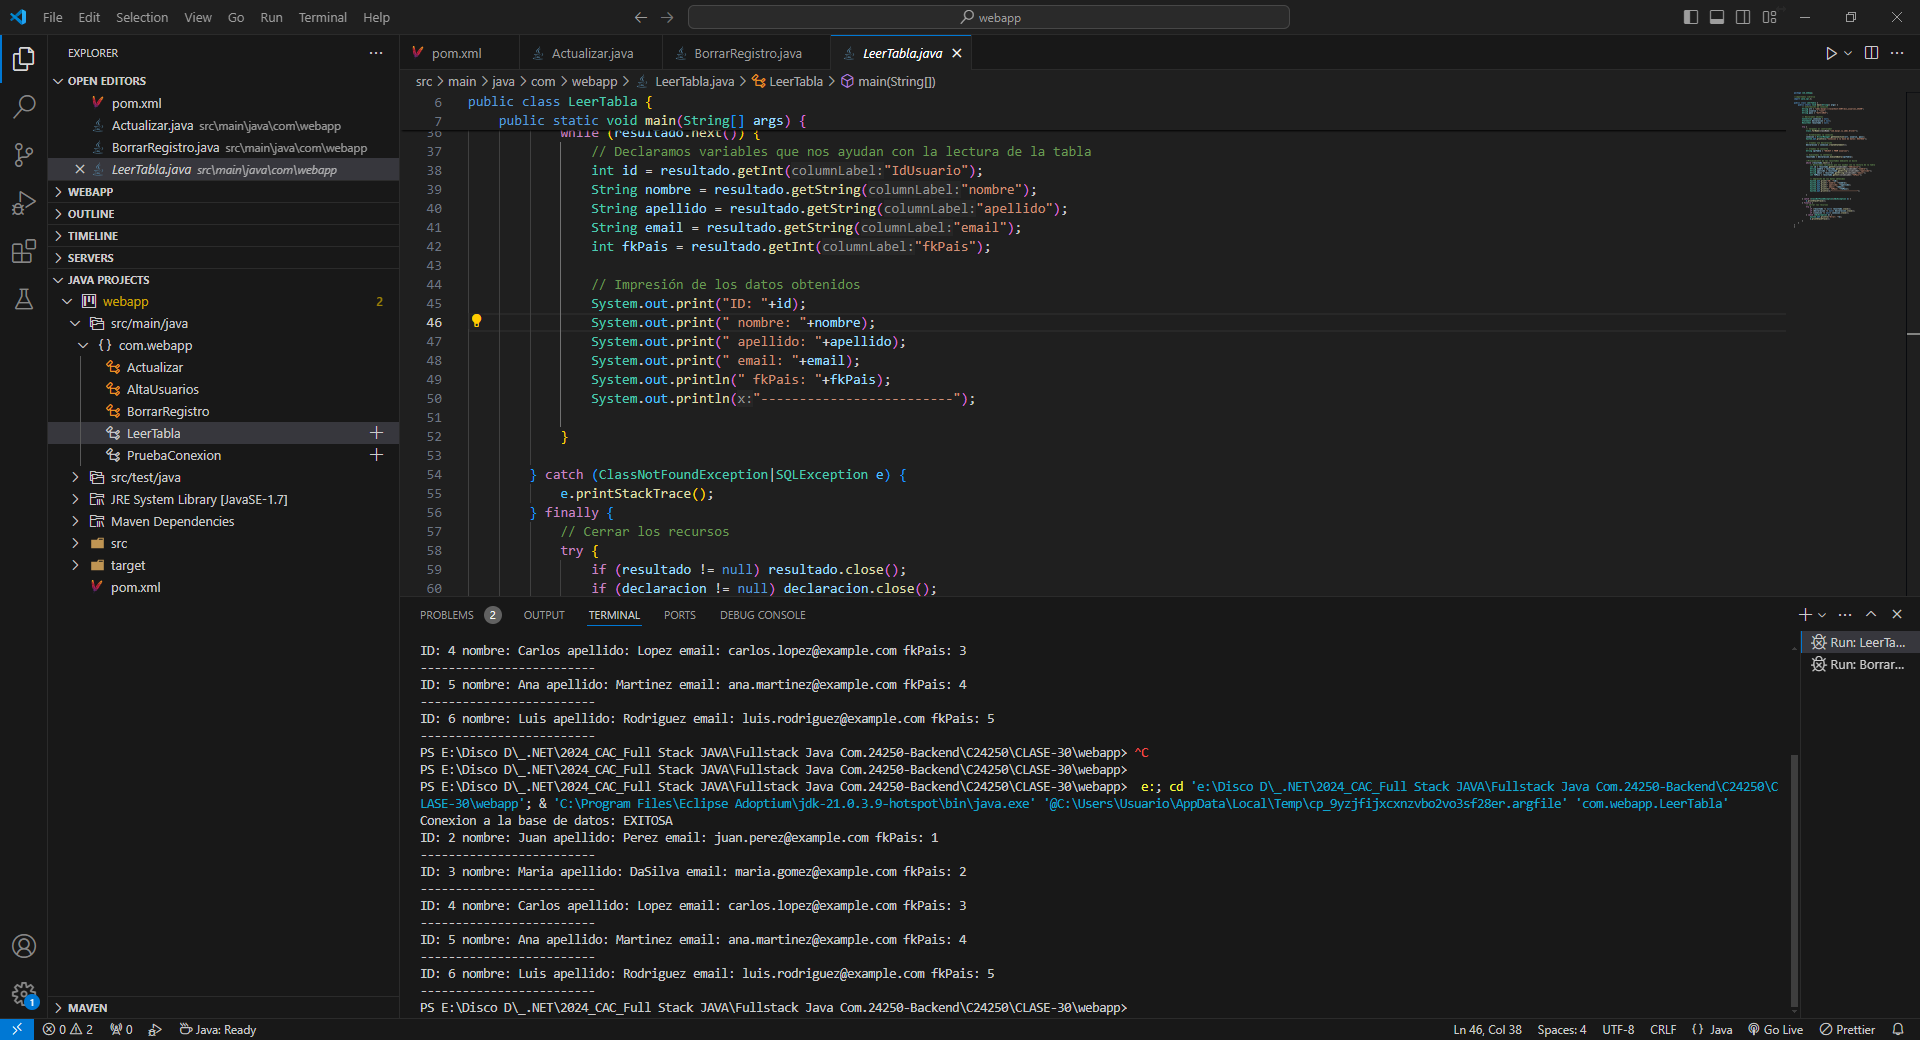 File Edit Selection View Go Run Terminal Help
webapp
EXPLORER
OPEN EDITORS
pom.xml
Actualizar.java src\main\java\com\webapp
BorrarRegistro.java src\main\java\com\webapp
LeerTabla.java src\main\java\com\webapp
WEBAPP
OUTLINE
TIMELINE
SERVERS
JAVA PROJECTS
webapp 2
src/main/java
{} com.webapp
Actualizar
AltaUsuarios
BorrarRegistro
LeerTabla
PruebaConexion
src/test/java
JRE System Library [JavaSE-1.7]
Maven Dependencies
src
target
pom.xml
MAVEN
pom.xml Actualizar.java BorrarRegistro.java LeerTabla.java
src > main > java > com > webapp > LeerTabla.java > LeerTabla > main(String[])
6 public class LeerTabla {
7 public static void main(String[] args) {
36 while (resultado.next()) {
37 // Declaramos variables que nos ayudan con la lectura de la tabla
38 int id = resultado.getInt(columnLabel:"IdUsuario");
39 String nombre = resultado.getString(columnLabel:"nombre");
40 String apellido = resultado.getString(columnLabel:"apellido");
41 String email = resultado.getString(columnLabel:"email");
42 int fkPais = resultado.getInt(columnLabel:"fkPais");
43
44 // Impresión de los datos obtenidos
45 System.out.print("ID: "+id);
46 System.out.print(" nombre: "+nombre);
47 System.out.print(" apellido: "+apellido);
48 System.out.print(" email: "+email);
49 System.out.println(" fkPais: "+fkPais);
50 System.out.println(x:"-------------------------");
51
52 }
53
54 } catch (ClassNotFoundException|SQLException e) {
55 e.printStackTrace();
56 } finally {
57 // Cerrar los recursos
58 try {
59 if (resultado != null) resultado.close();
60 if (declaracion != null) declaracion.close();
PROBLEMS 2 OUTPUT TERMINAL PORTS DEBUG CONSOLE
Run: LeerTa...
Run: Borrar...
ID: 4 nombre: Carlos apellido: Lopez email: carlos.lopez@example.com fkPais: 3
-------------------------
ID: 5 nombre: Ana apellido: Martinez email: ana.martinez@example.com fkPais: 4
-------------------------
ID: 6 nombre: Luis apellido: Rodriguez email: luis.rodriguez@example.com fkPais: 5
-------------------------
PS E:\Disco D\_.NET\2024_CAC_Full Stack JAVA\Fullstack Java Com.24250-Backend\C24250\CLASE-30\webapp> ^C
PS E:\Disco D\_.NET\2024_CAC_Full Stack JAVA\Fullstack Java Com.24250-Backend\C24250\CLASE-30\webapp>
PS E:\Disco D\_.NET\2024_CAC_Full Stack JAVA\Fullstack Java Com.24250-Backend\C24250\CLASE-30\webapp> e:; cd 'e:\Disco D\_.NET\2024_CAC_Full Stack JAVA\Fullstack Java Com.24250-Backend\C24250\C
LASE-30\webapp'; & 'C:\Program Files\Eclipse Adoptium\jdk-21.0.3.9-hotspot\bin\java.exe' '@C:\Users\Usuario\AppData\Local\Temp\cp_9yzjfijxcxnzvbo2vo3sf28er.argfile' 'com.webapp.LeerTabla'
Conexion a la base de datos: EXITOSA
ID: 2 nombre: Juan apellido: Perez email: juan.perez@example.com fkPais: 1
-------------------------
ID: 3 nombre: Maria apellido: DaSilva email: maria.gomez@example.com fkPais: 2
-------------------------
ID: 4 nombre: Carlos apellido: Lopez email: carlos.lopez@example.com fkPais: 3
-------------------------
ID: 5 nombre: Ana apellido: Martinez email: ana.martinez@example.com fkPais: 4
-------------------------
ID: 6 nombre: Luis apellido: Rodriguez email: luis.rodriguez@example.com fkPais: 5
-------------------------
PS E:\Disco D\_.NET\2024_CAC_Full Stack JAVA\Fullstack Java Com.24250-Backend\C24250\CLASE-30\webapp>
1
0 2 0 Java: Ready Ln 46, Col 38 Spaces: 4 UTF-8 CRLF {} Java Go Live Prettier